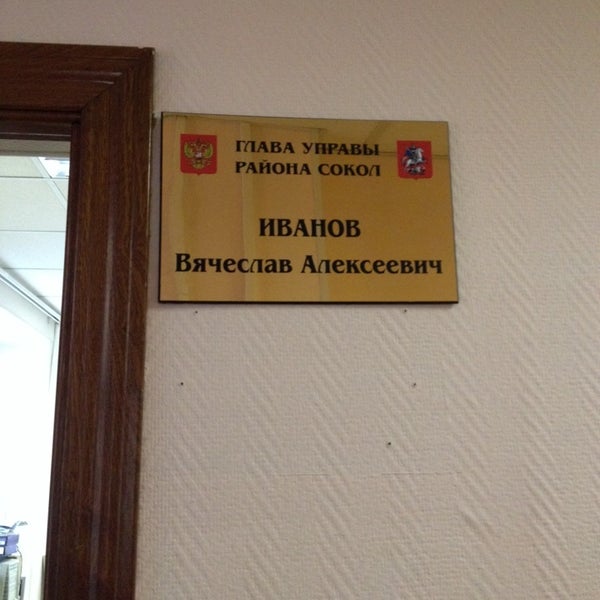 ГЛАВА УПРАВЫ
РАЙОНА СОКОЛ
ИВАНОВ
Вячеслав Алексеевич